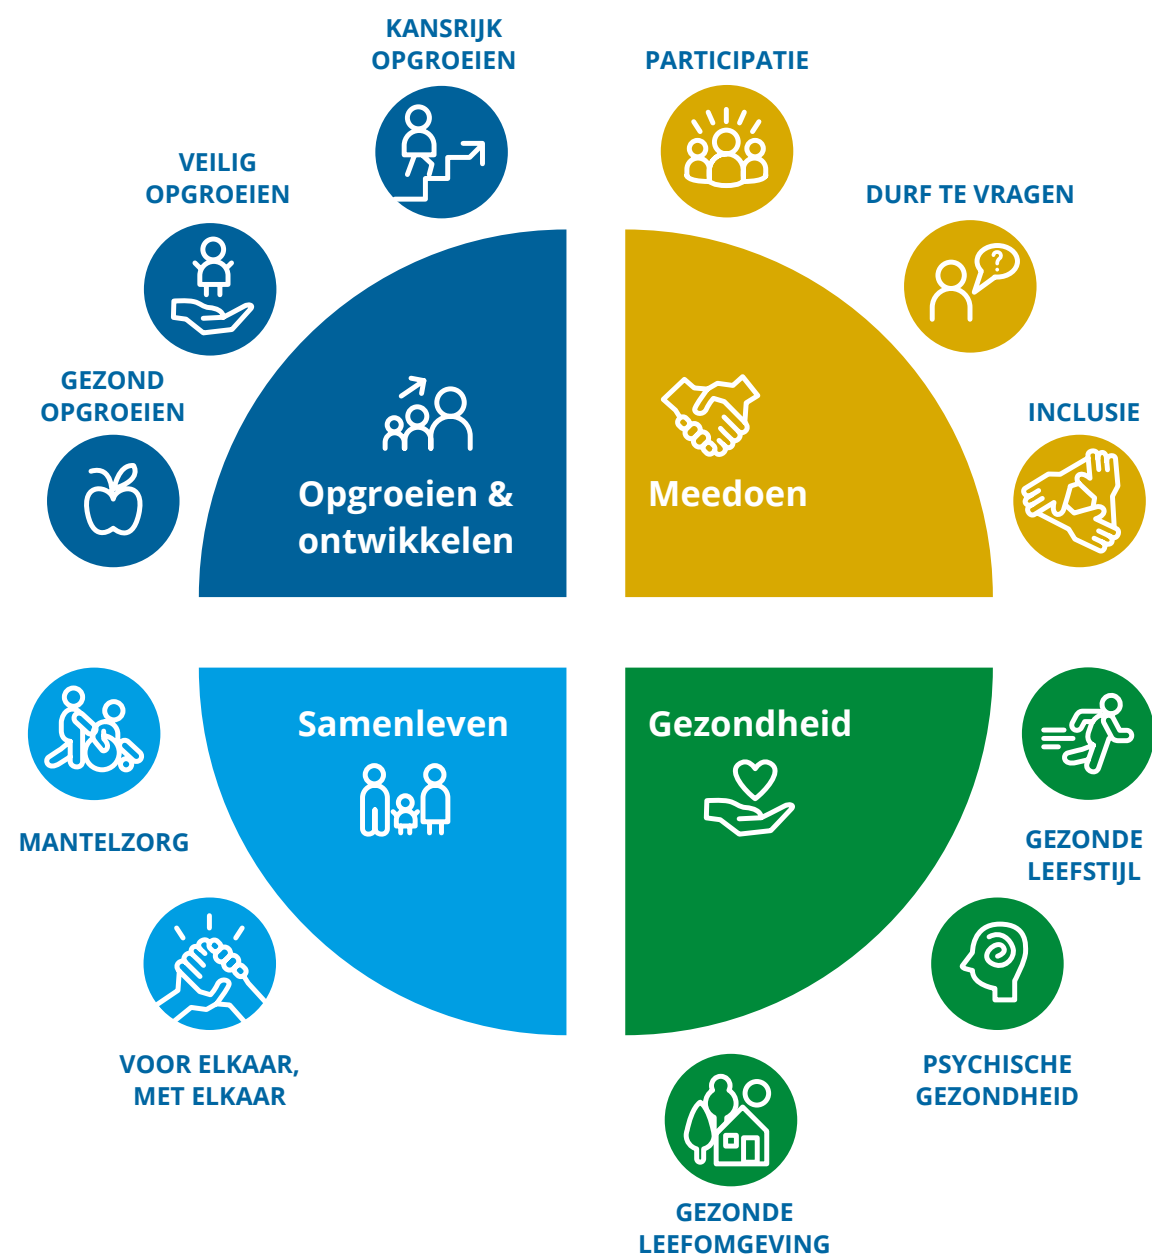 KANSRIJK
OPGROEIEN
PARTICIPATIE
VEILIG
OPGROEIEN
DURF TE VRAGEN
GEZOND
OPGROEIEN
INCLUSIE
Opgroeien &
ontwikkelen
Meedoen
Samenleven
Gezondheid
MANTELZORG
GEZONDE
LEEFSTIJL
VOOR ELKAAR,
MET ELKAAR
PSYCHISCHE
GEZONDHEID
GEZONDE
LEEFOMGEVING